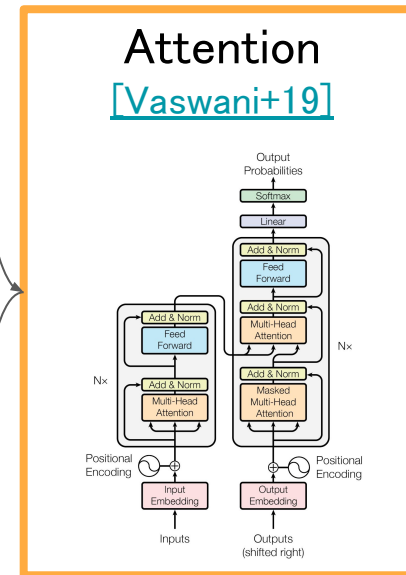 Attention
[Vaswani+19]
Output
Probabilities
Softmax
Linear
Add & Norm
Feed
Forward
Add & Norm
Multi-Head
Attention
Nx
Add & Norm
Masked
Multi-Head
Attention
Add & Norm
Feed
Forward
Nx
Add & Norm
Multi-Head
Attention
Positional
Encoding
Positional
Encoding
Input
Embedding
Output
Embedding
Inputs
Outputs
(shifted right)